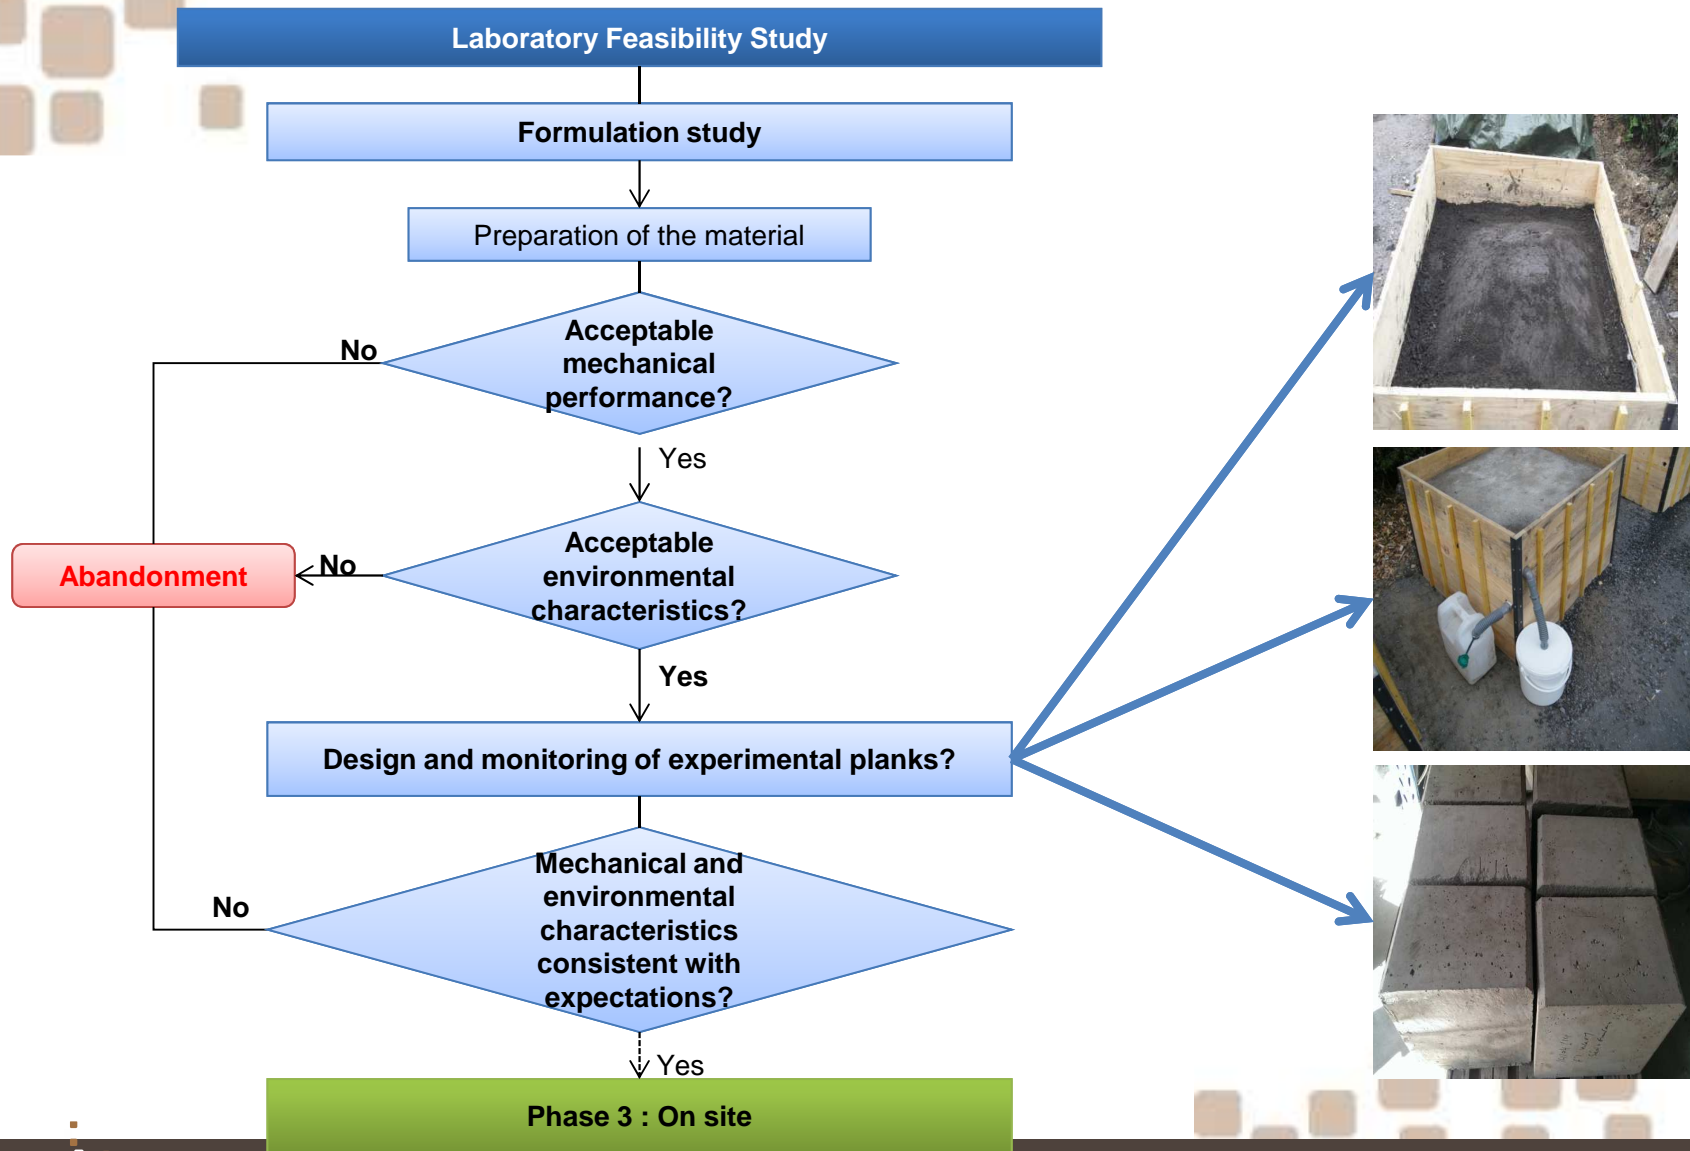 Laboratory Feasibility Study
Formulation study
Preparation of the material
Acceptable
mechanical
performance?
No
Yes
Acceptable
environmental
characteristics?
No
Abandonment
Yes
Design and monitoring of experimental planks?
Mechanical and
environmental
characteristics
consistent with
expectations?
No
Yes
Phase 3 : On site